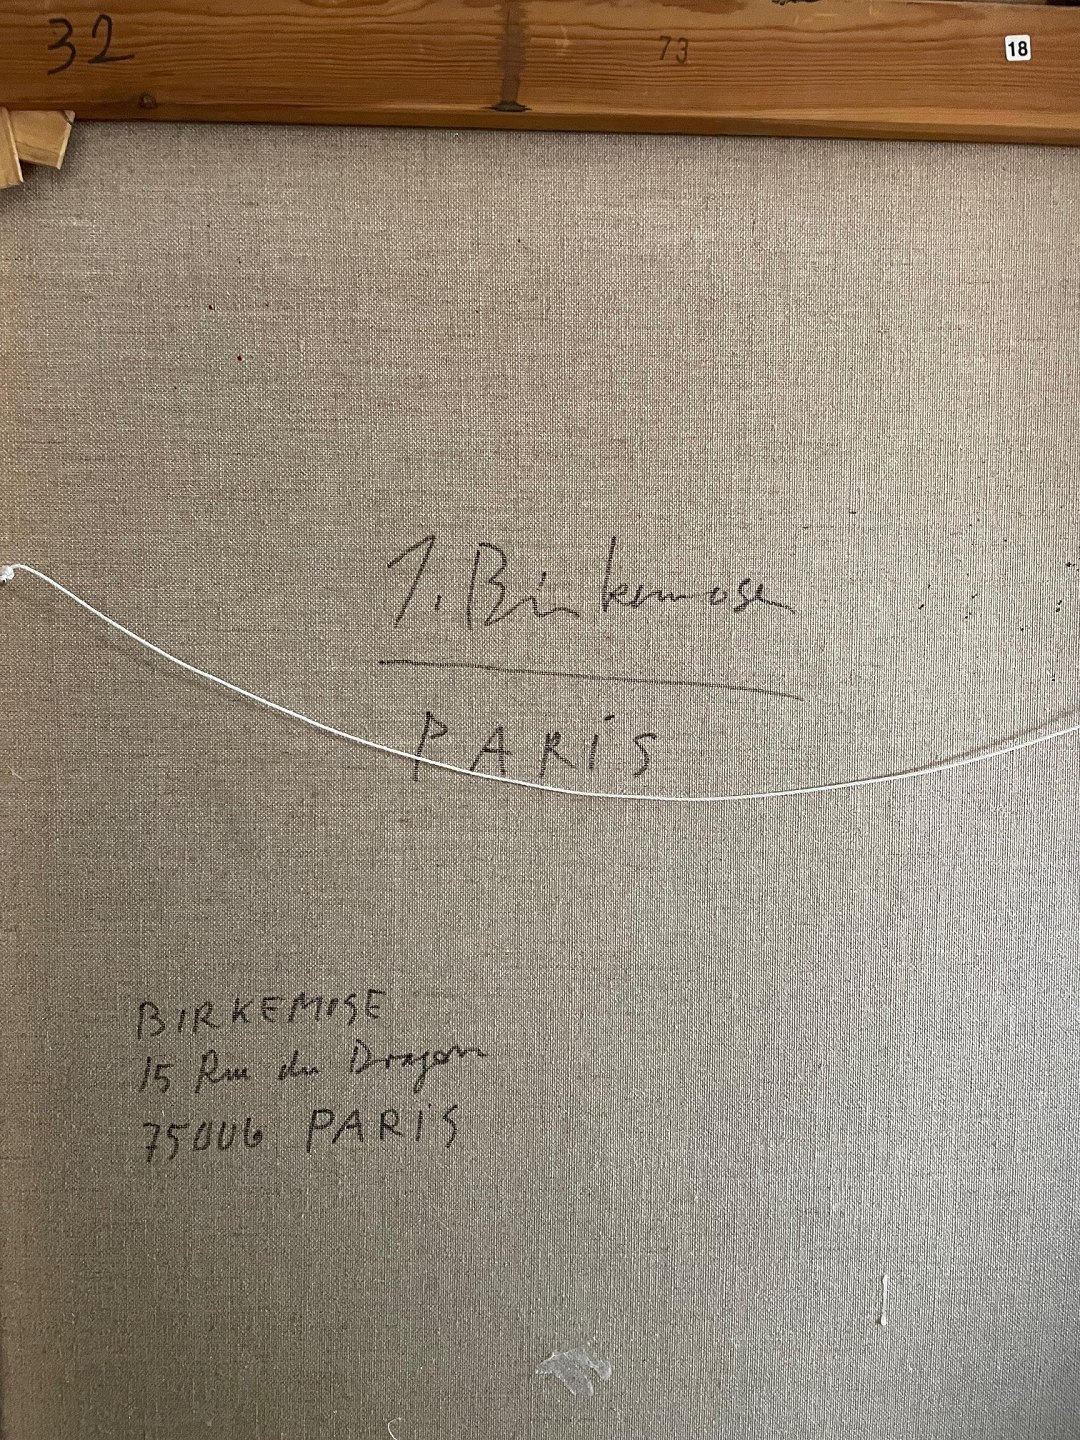 32 73 18
J. Birkemose
PARIS
BIRKEMOSE
15 Rue du Dragon
75006 PARIS